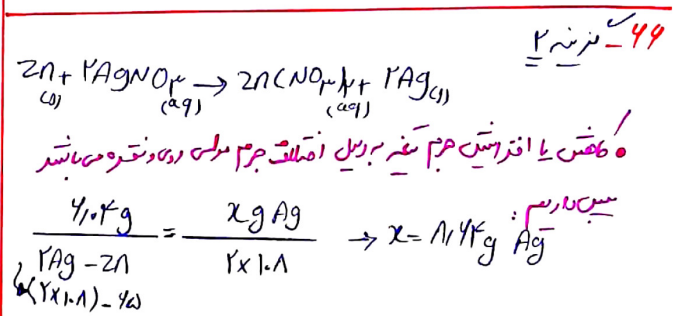 ۶۶ـ گزینه ۲
Zn(s) + ۲AgNO۳(aq) → Zn(NO۳)۲(aq) + ۲Ag(s)
• کاهش یا افزایش جرم تیغه به دلیل اختلاف جرم مولی روی و نقره می باشد!
پس داریم:
۶,۰۴g / ۲Ag − Zn = x g Ag / ۲×۱۰۸ → x = ۸,۶۴g Ag
(۲×۱۰۸) − ۶۵